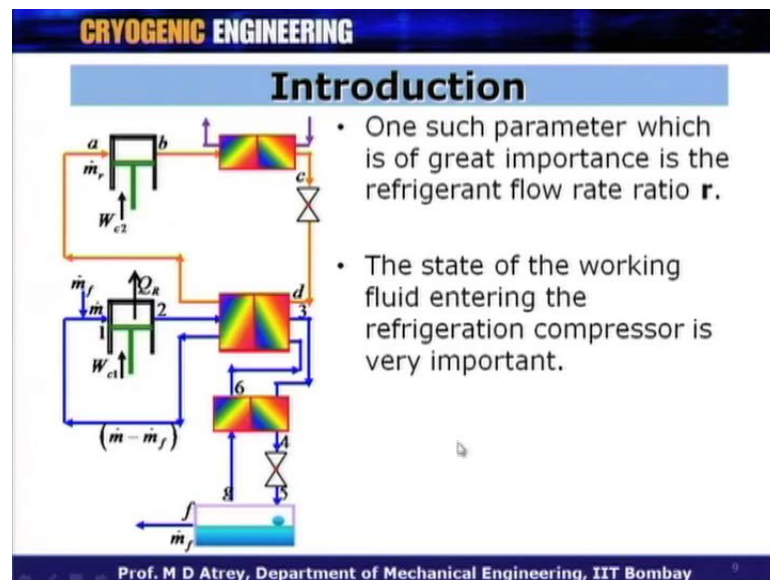 CRYOGENIC ENGINEERING
Introduction
• One such parameter which
is of great importance is the
refrigerant flow rate ratio r.
• The state of the working
fluid entering the
refrigeration compressor is
very important.
a
b
ṁr
Wc2
c
d
ṁf
QR
ṁ
1
2
3
Wc1
6
(ṁ − ṁf)
4
g
5
f
ṁf
Prof. M D Atrey, Department of Mechanical Engineering, IIT Bombay
9